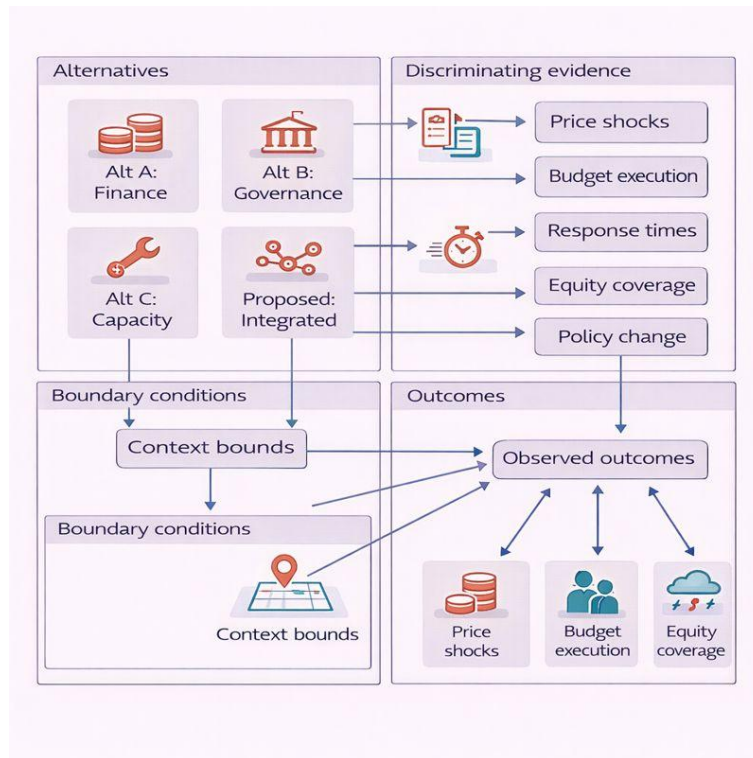 Alternatives
Alt A:
Finance
Alt B:
Governance
Alt C:
Capacity
Proposed:
Integrated
Discriminating evidence
Price shocks
Budget execution
Response times
Equity coverage
Policy change
Boundary conditions
Context bounds
Boundary conditions
Context bounds
Outcomes
Observed outcomes
Price
shocks
Budget
execution
Equity
coverage